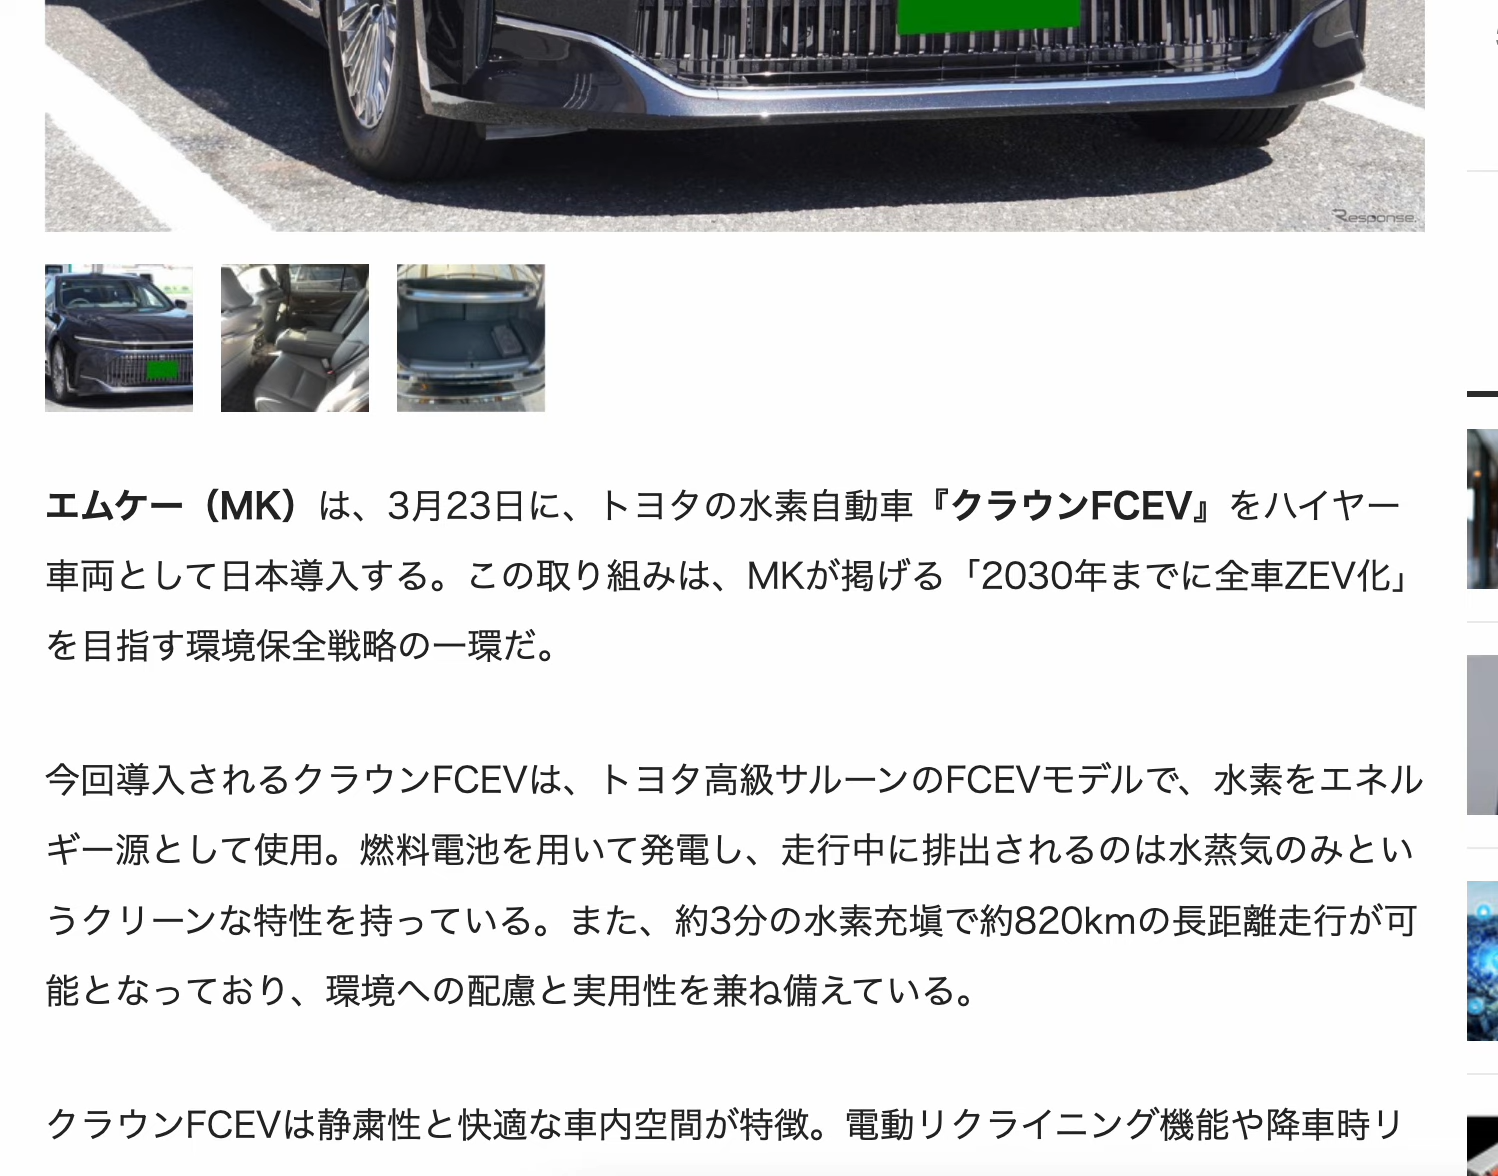 Response.
エムケー（MK）は、3月23日に、トヨタの水素自動車『クラウンFCEV』をハイヤー
車両として日本導入する。この取り組みは、MKが掲げる「2030年までに全車ZEV化」
を目指す環境保全戦略の一環だ。
今回導入されるクラウンFCEVは、トヨタ高級サルーンのFCEVモデルで、水素をエネル
ギー源として使用。燃料電池を用いて発電し、走行中に排出されるのは水蒸気のみとい
うクリーンな特性を持っている。また、約3分の水素充塡で約820kmの長距離走行が可
能となっており、環境への配慮と実用性を兼ね備えている。
クラウンFCEVは静粛性と快適な車内空間が特徴。電動リクライニング機能や降車時リ